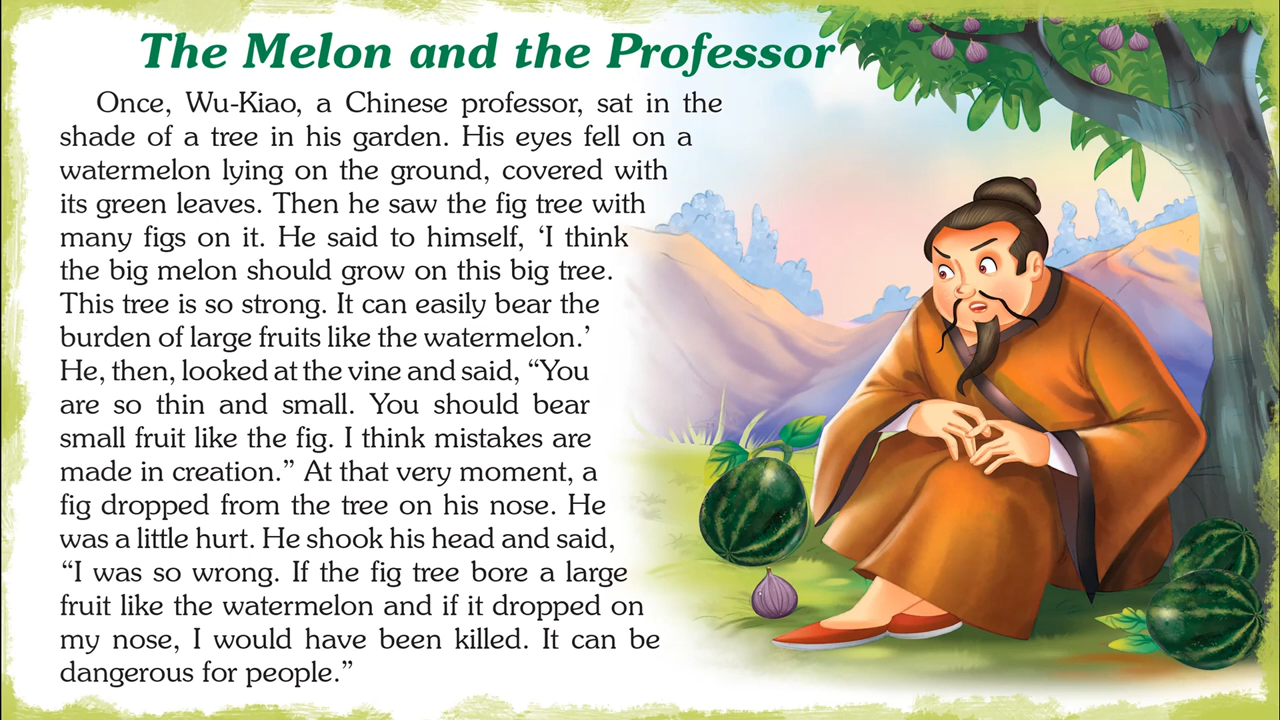 The Melon and the Professor
Once, Wu-Kiao, a Chinese professor, sat in the
shade of a tree in his garden. His eyes fell on a
watermelon lying on the ground, covered with
its green leaves. Then he saw the fig tree with
many figs on it. He said to himself, ‘I think
the big melon should grow on this big tree.
This tree is so strong. It can easily bear the
burden of large fruits like the watermelon.’
He, then, looked at the vine and said, “You
are so thin and small. You should bear
small fruit like the fig. I think mistakes are
made in creation.” At that very moment, a
fig dropped from the tree on his nose. He
was a little hurt. He shook his head and said,
“I was so wrong. If the fig tree bore a large
fruit like the watermelon and if it dropped on
my nose, I would have been killed. It can be
dangerous for people.”